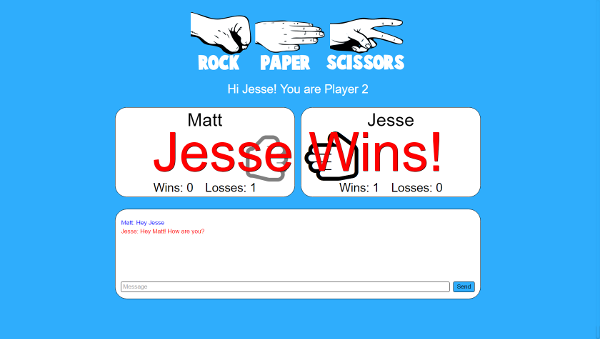 ROCK PAPER SCISSORS
Hi Jesse! You are Player 2
Matt
Jesse
Jesse Wins!
Wins: 0 Losses: 1
Wins: 1 Losses: 0
Matt: Hey Jesse
Jesse: Hey Matt! How are you?
Message
Send